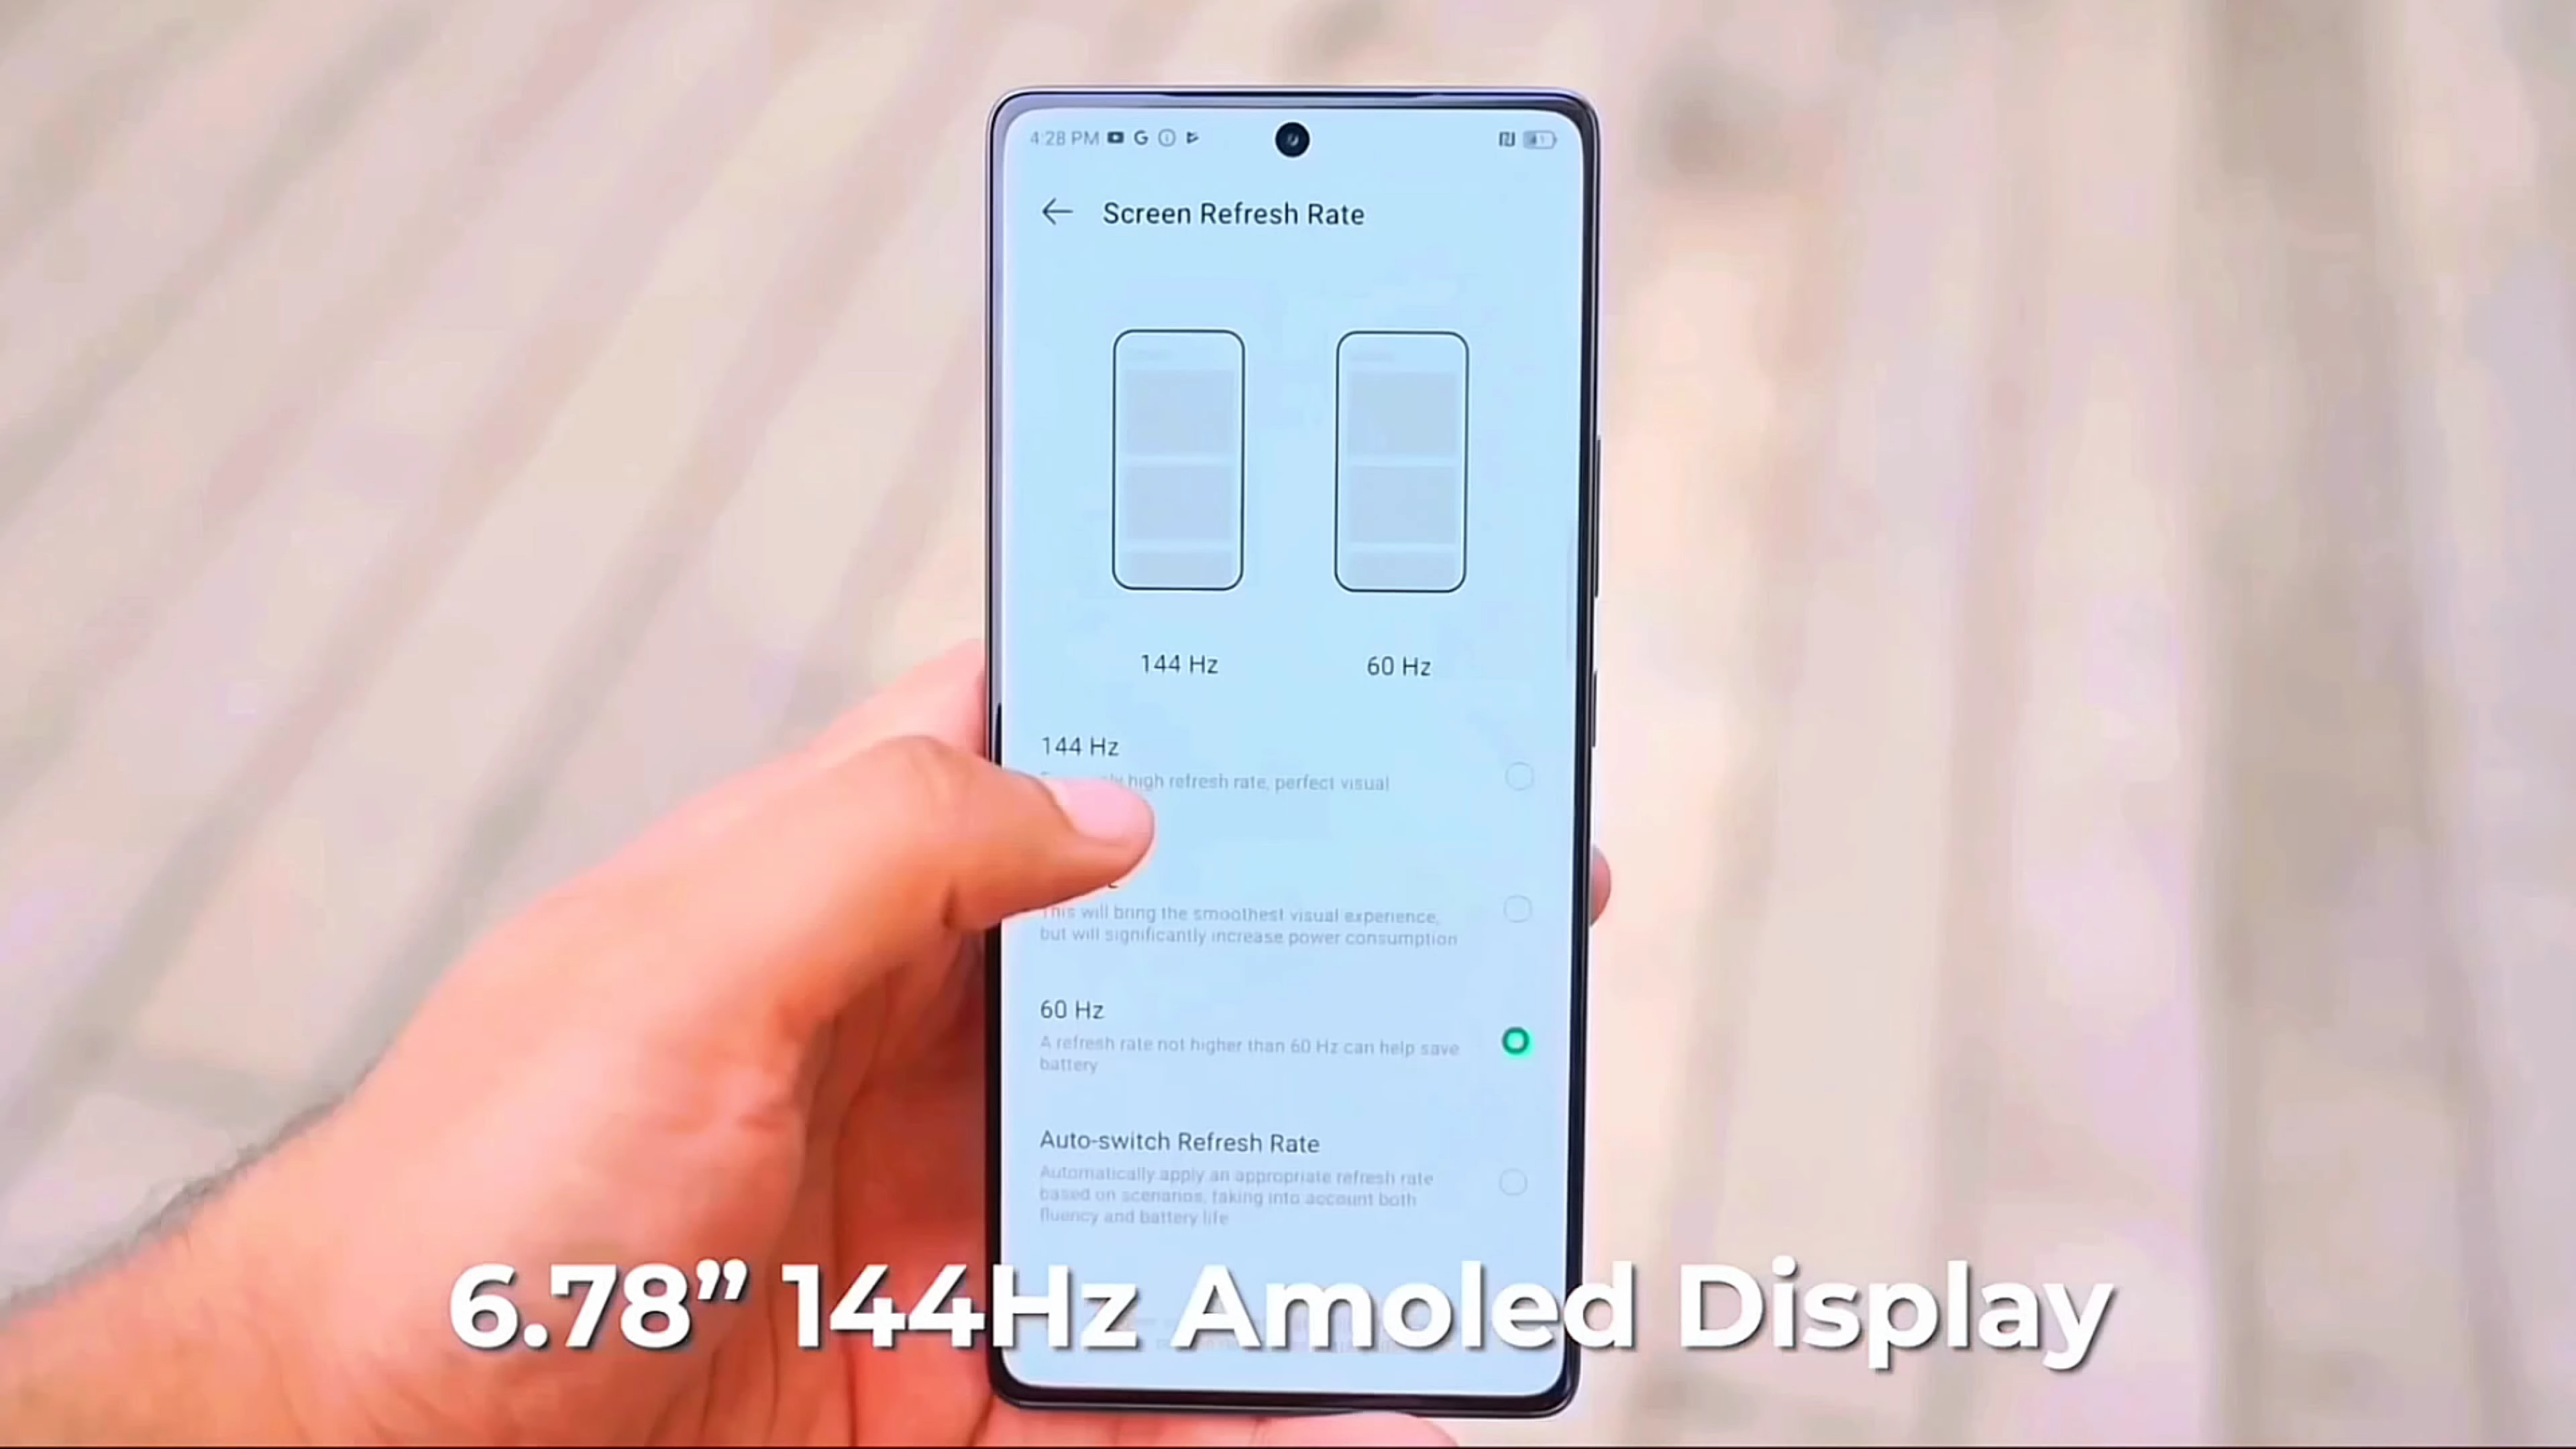 4:28 PM G
Screen Refresh Rate
144 Hz 60 Hz
144 Hz
high refresh rate, perfect visual
This will bring the smoothest visual experience,
but will significantly increase power consumption
60 Hz
A refresh rate not higher than 60 Hz can help save
battery
Auto-switch Refresh Rate
Automatically apply an appropriate refresh rate
based on scenarios, taking into account both
fluency and battery life
6.78” 144Hz Amoled Display